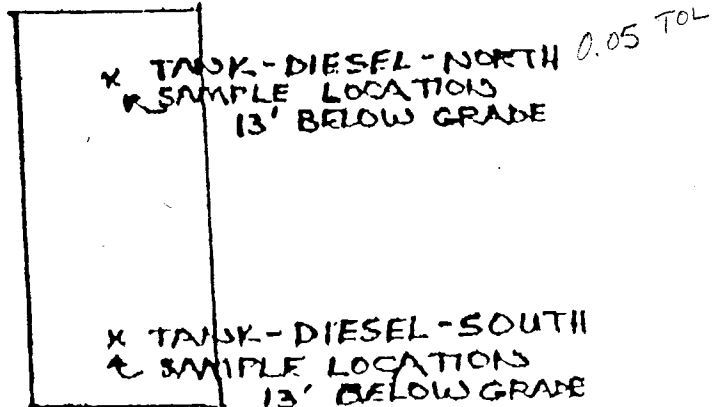 x TANK-DIESEL-NORTH 0.05 TOL
SAMPLE LOCATION
13' BELOW GRADE
x TANK-DIESEL-SOUTH
SAMPLE LOCATION
13' BELOW GRADE